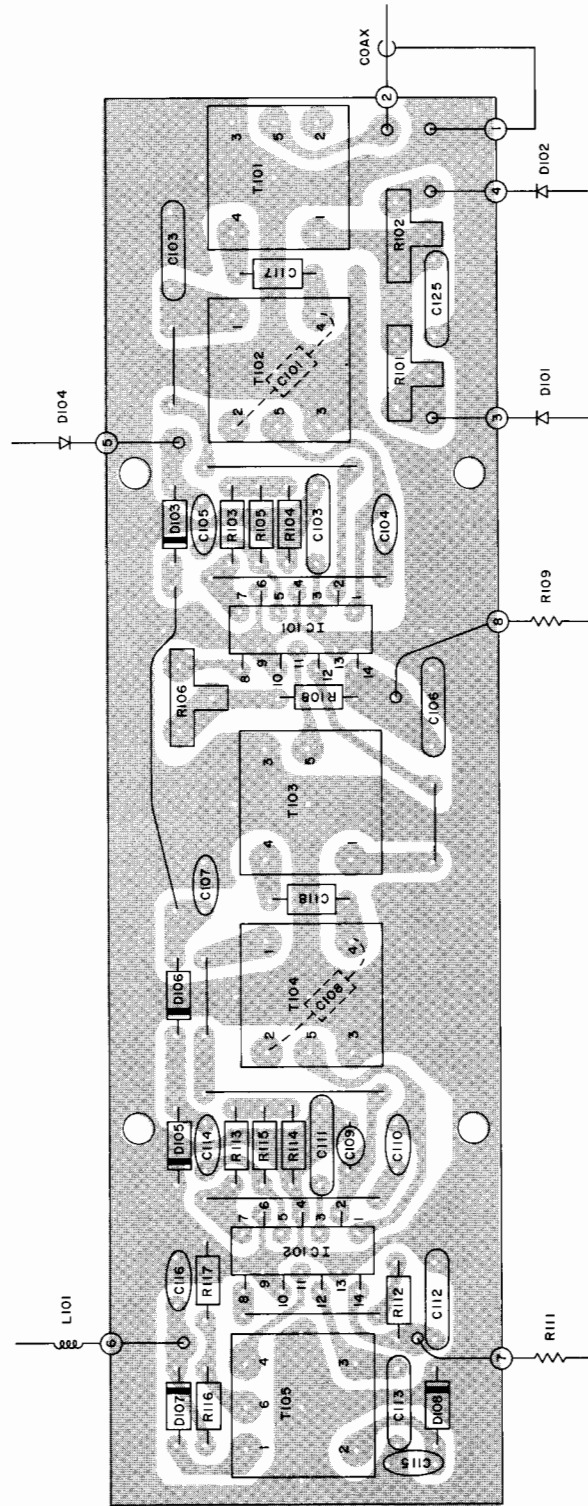 COAX
2
1
T101
3
5
2
4
1
4
D102
C103
R102
C117
C125
T102
1
4
C101
2
5
3
R101
3
D101
5
D104
D103
C105
R103
R105
R104
C103
C104
7
6
5
4
3
2
1
IC101
8
9
10
11
12
13
14
R106
R108
8
R109
C106
T103
3
5
4
1
C107
C118
D106
T104
1
4
C108
2
5
3
D105
C114
R113
R115
R114
C111
C109
C110
7
6
5
4
3
2
1
IC102
8
9
10
11
12
13
14
C116
R117
R112
C112
6
L101
7
R111
T105
4
3
6
1
2
D107
R116
C113
D108
C115